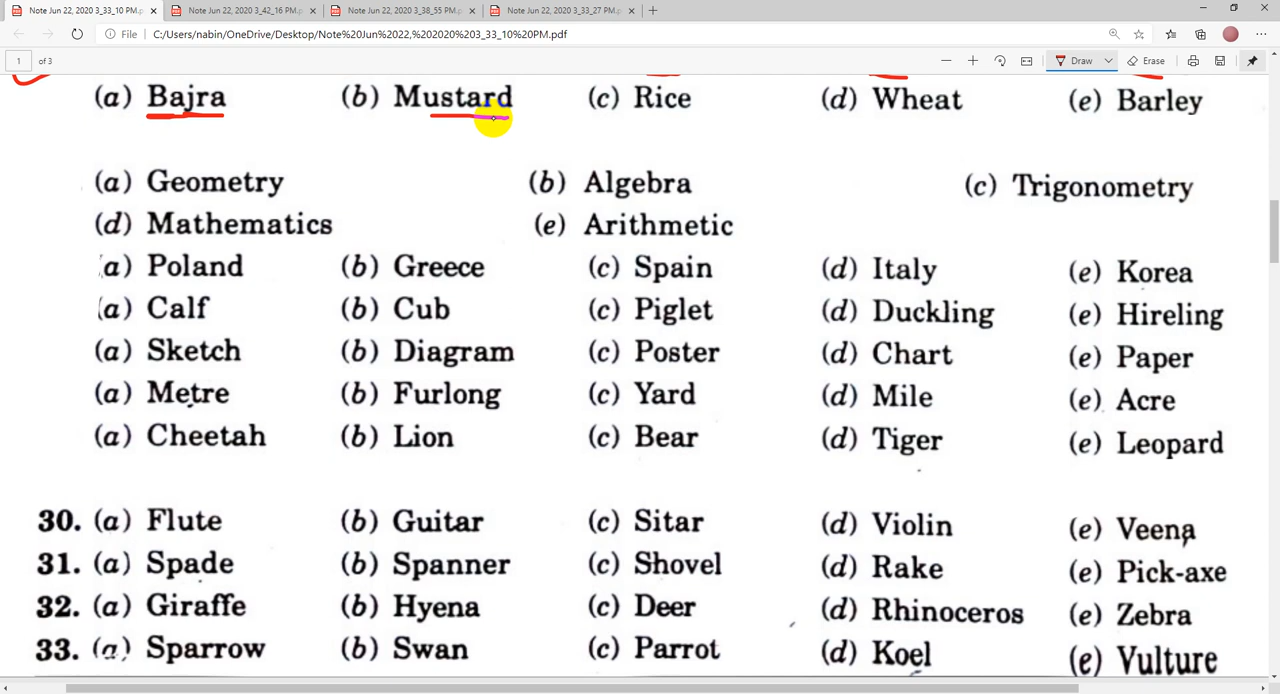 Note Jun 22, 2020 3_33_10 PM.p
Note Jun 22, 2020 3_42_16 PM.p
Note Jun 22, 2020 3_38_55 PM.p
Note Jun 22, 2020 3_33_27 PM.p
File C:/Users/nabin/OneDrive/Desktop/Note%20Jun%2022,%202020%203_33_10%20PM.pdf
1 of 3 Draw Erase
(a) Bajra (b) Mustard (c) Rice (d) Wheat (e) Barley
(a) Geometry (b) Algebra (c) Trigonometry
(d) Mathematics (e) Arithmetic
(a) Poland (b) Greece (c) Spain (d) Italy (e) Korea
(a) Calf (b) Cub (c) Piglet (d) Duckling (e) Hireling
(a) Sketch (b) Diagram (c) Poster (d) Chart (e) Paper
(a) Metre (b) Furlong (c) Yard (d) Mile (e) Acre
(a) Cheetah (b) Lion (c) Bear (d) Tiger (e) Leopard
30. (a) Flute (b) Guitar (c) Sitar (d) Violin (e) Veena
31. (a) Spade (b) Spanner (c) Shovel (d) Rake (e) Pick-axe
32. (a) Giraffe (b) Hyena (c) Deer (d) Rhinoceros (e) Zebra
33. (a) Sparrow (b) Swan (c) Parrot (d) Koel (e) Vulture